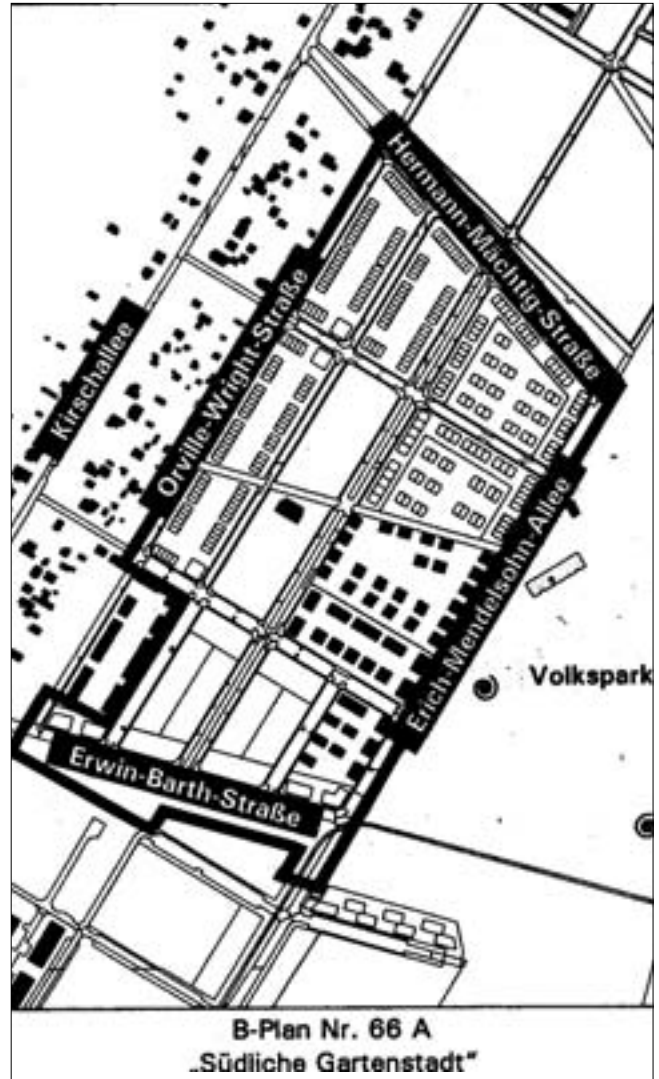 Hermann-Mächtig-Straße
Orville-Wright-Straße
Kirschallee
Erich-Mendelsohn-Allee
Volkspark
Erwin-Barth-Straße
B-Plan Nr. 66 A
„Südliche Gartenstadt“